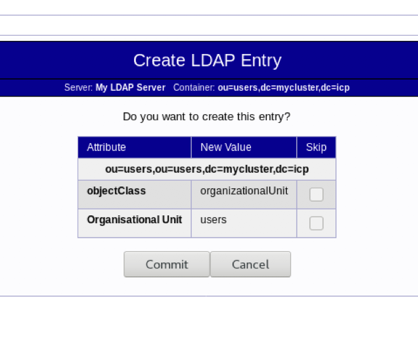 Create LDAP Entry
Server: My LDAP Server Container: ou=users,dc=mycluster,dc=icp
Do you want to create this entry?
Attribute New Value Skip
ou=users,ou=users,dc=mycluster,dc=icp
objectClass organizationalUnit
Organisational Unit users
Commit Cancel